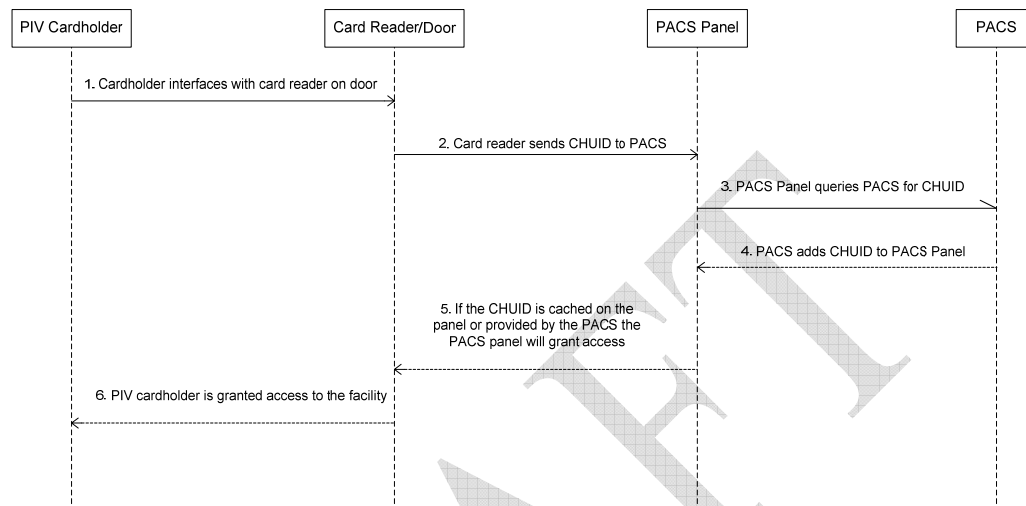 PIV Cardholder
Card Reader/Door
PACS Panel
PACS
1. Cardholder interfaces with card reader on door
2. Card reader sends CHUID to PACS
3. PACS Panel queries PACS for CHUID
4. PACS adds CHUID to PACS Panel
5. If the CHUID is cached on the
panel or provided by the PACS the
PACS panel will grant access
6. PIV cardholder is granted access to the facility